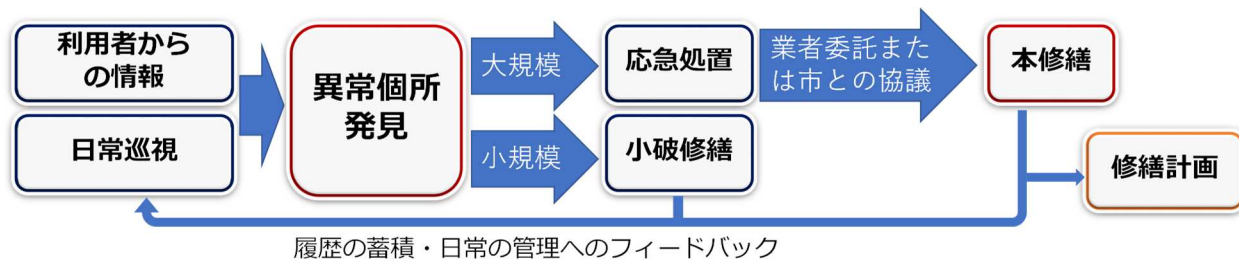 利用者から
の情報
日常巡視
異常個所
発見
大規模
小規模
応急処置
小破修繕
業者委託また
は市との協議
本修繕
修繕計画
履歴の蓄積・日常の管理へのフィードバック